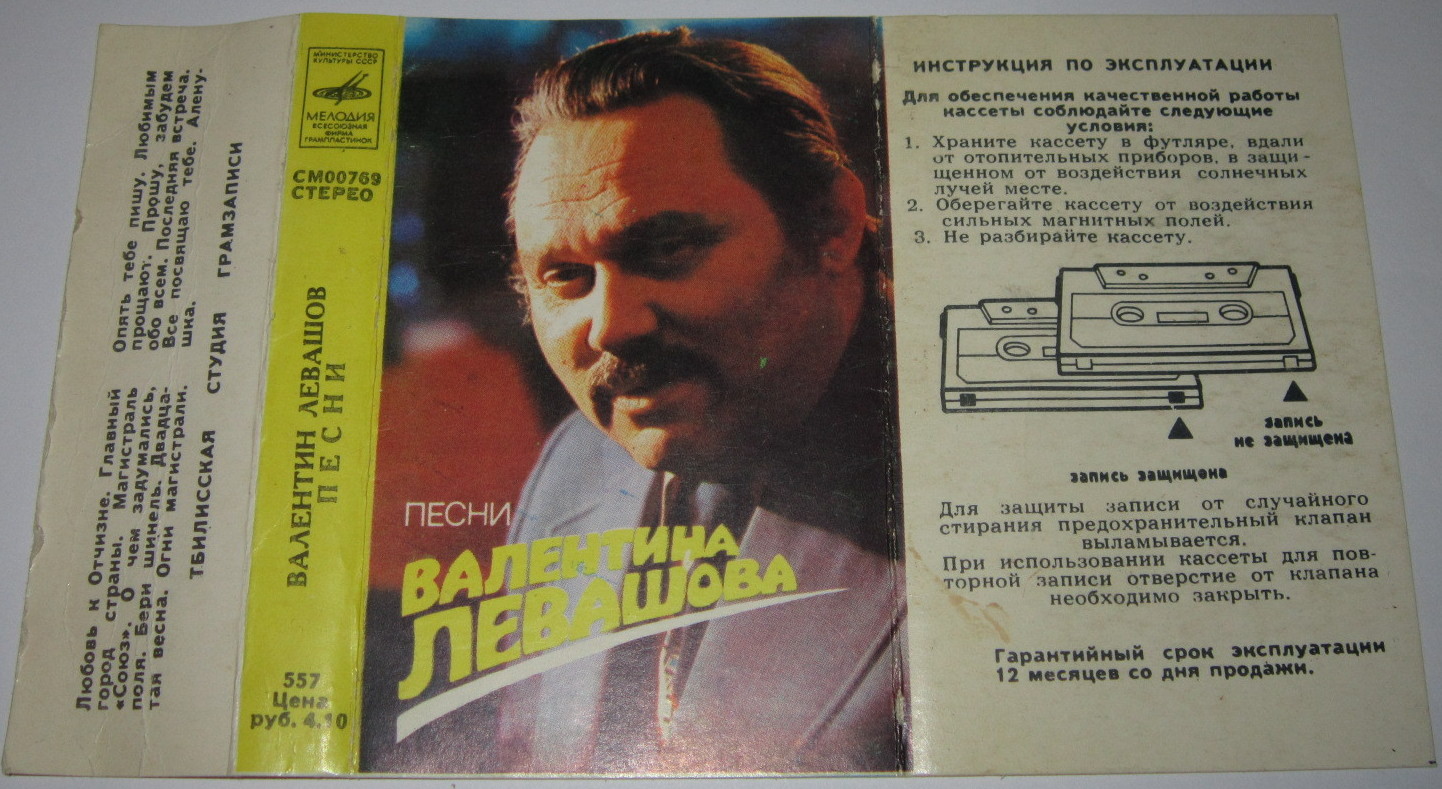 Любовь к Отчизне. Главный
город страны. Магистраль
«Союз». О чем задумались,
поля. Бери шинель. Двадца-
тая весна. Огни магистрали.
Опять тебе пишу. Любимым
прощают. Прошу, забудем
обо всем. Последняя встреча.
Все посвящаю тебе. Алену-
шка.
ТБИЛИССКАЯ СТУДИЯ ГРАМЗАПИСИ
МИНИСТЕРСТВО
КУЛЬТУРЫ СССР
МЕЛОДИЯ
ВСЕСОЮЗНАЯ
ФИРМА
ГРАМПЛАСТИНОК
СМ00769
СТЕРЕО
ВАЛЕНТИН ЛЕВАШОВ
ПЕСНИ
557
Цена
руб. 4.10
ПЕСНИ
ВАЛЕНТИНА
ЛЕВАШОВА
ИНСТРУКЦИЯ ПО ЭКСПЛУАТАЦИИ
Для обеспечения качественной работы
кассеты соблюдайте следующие
условия:
1. Храните кассету в футляре, вдали
от отопительных приборов, в защи-
щенном от воздействия солнечных
лучей месте.
2. Оберегайте кассету от воздействия
сильных магнитных полей.
3. Не разбирайте кассету.
запись
не защищена
запись защищена
Для защиты записи от случайного
стирания предохранительный клапан
выламывается.
При использовании кассеты для пов-
торной записи отверстие от клапана
необходимо закрыть.
Гарантийный срок эксплуатации
12 месяцев со дня продажи.